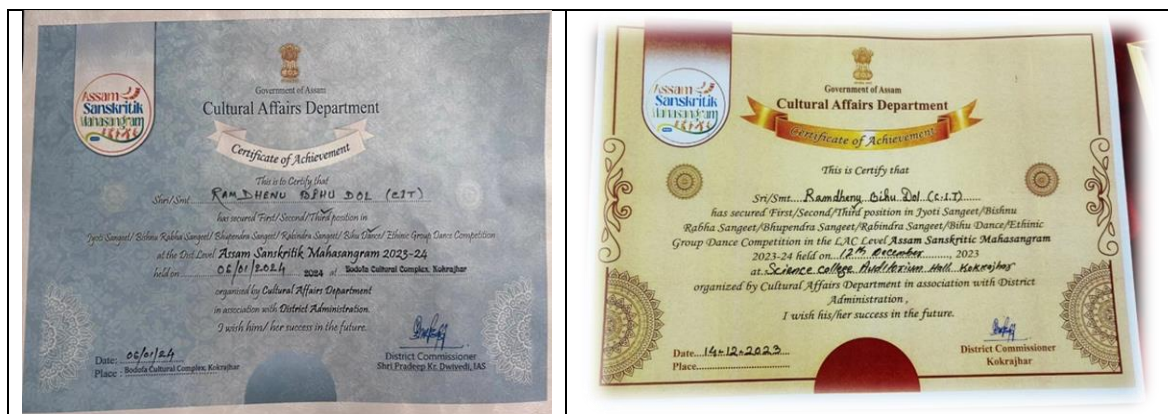 Assam
Sanskritik
Mahasangram
Government of Assam
Cultural Affairs Department
Certificate of Achievement
This is to Certify that
Shri/Smt. RAMDHENU BIHU DOL (CIT)
has secured First/Second/Third position in
Jyoti Sangeet/ Bishnu Rabha Sangeet/ Bhupendra Sangeet/ Rabindra Sangeet/ Bihu Dance/ Ethinic Group Dance Competition
at the Dist Level Assam Sanskritik Mahasangram 2023-24
held on 06/01/2024 2024 at Bodofa Cultural Complex, Kokrajhar
organised by Cultural Affairs Department
in association with District Administration.
I wish him/ her success in the future.
Date: 06/01/24
Place : Bodofa Cultural Complex, Kokrajhar
District Commissioner
Shri Pradeep Kr. Dwivedi, IAS
Assam
Sanskritik
Mahasangram
Government of Assam
Cultural Affairs Department
Certificate of Achievement
This is Certify that
Sri/Smt.... Ramdhenu Bihu Dol (C.I.T)
has secured First/Second/Third position in Jyoti Sangeet/Bishnu
Rabha Sangeet/Bhupendra Sangeet/Rabindra Sangeet/Bihu Dance/Ethinic
Group Dance Competition in the LAC Level Assam Sanskritic Mahasangram
2023-24 held on 12th December, 2023
at Science college Auditorium Hall Kokrajhar
organized by Cultural Affairs Department in association with District
Administration ,
I wish his/her success in the future.
Date 14-12-2023
Place
District Commissioner
Kokrajhar